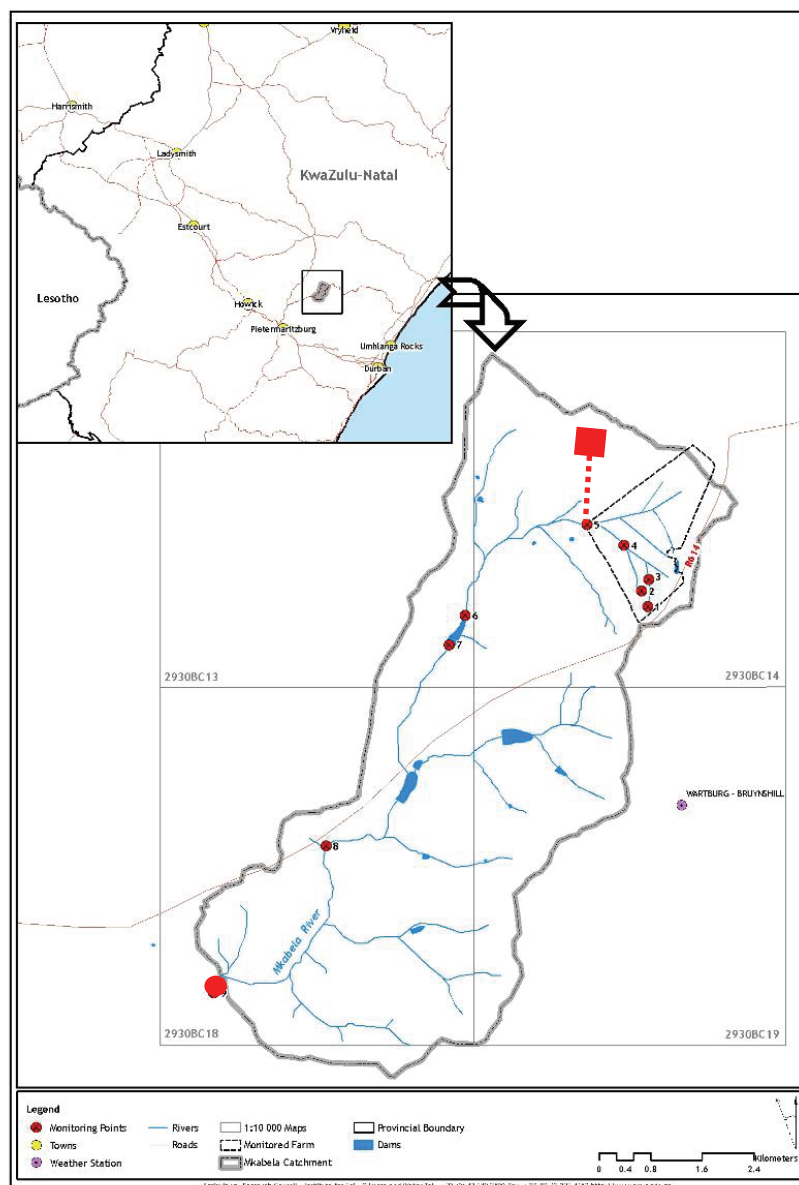 Vryheid
Harrismith
Ladysmith
KwaZulu-Natal
Estcourt
Lesotho
Howick
Pietermaritzburg
Umhlanga Rocks
Durban
5
4
R614
3
2
1
6
7
2930BC13
2930BC14
WARTBURG - BRUYNSHILL
8
Mkabela River
2930BC18
2930BC19
Legend
Monitoring Points
Rivers
1:10 000 Maps
Provincial Boundary
Towns
Roads
Monitored Farm
Dams
Weather Station
Mkabela Catchment
Kilometers
0 0.4 0.8 1.6 2.4